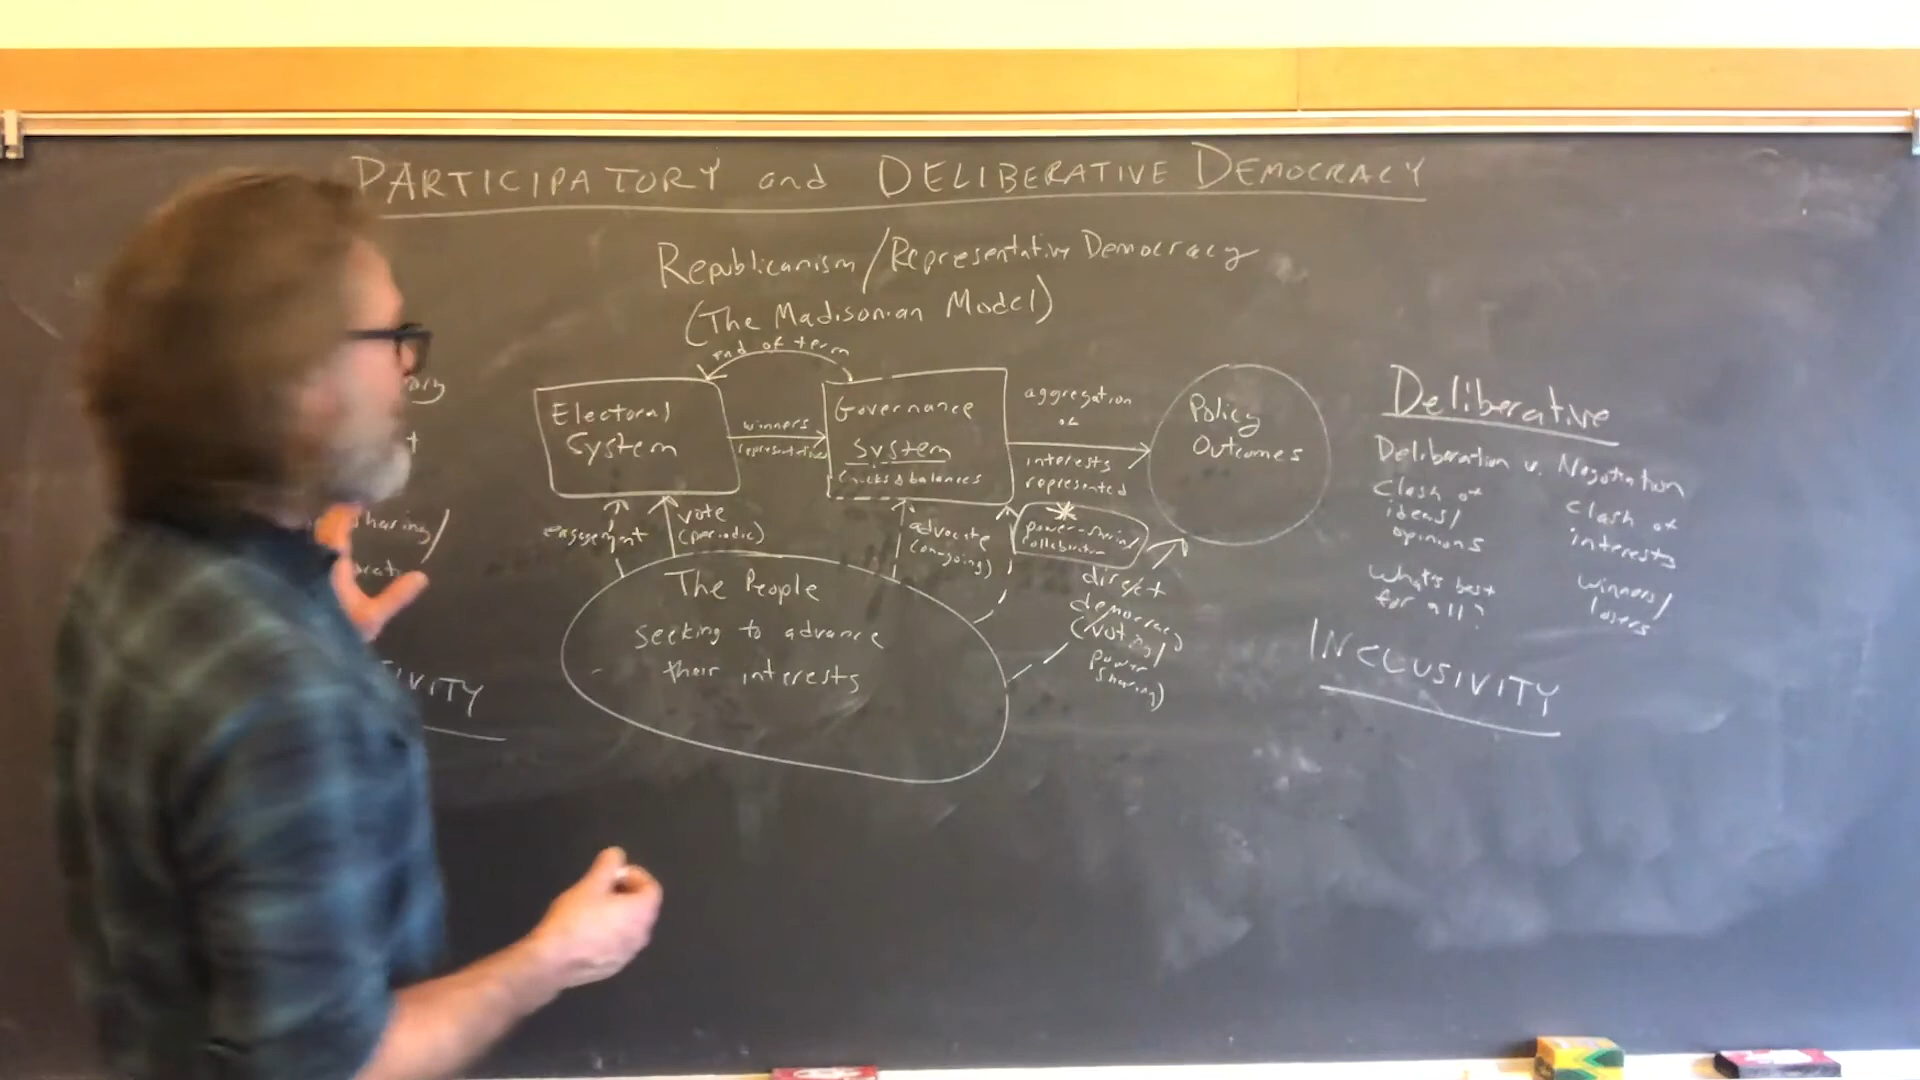 PARTICIPATORY and DELIBERATIVE DEMOCRACY
Republicanism/Representative Democracy
(The Madisonian Model)
end of term
Electoral
System
winners
representatives
Governance
System
checks & balances
aggregation
of
interests
represented
Policy
Outcomes
engagement
vote
(periodic)
advocate
(on-going)
power-sharing/
collaboration
direct
democracy
(voting/
power
sharing)
The People
seeking to advance
their interests
sharing/
IVITY
Deliberative
Deliberation v. Negotiation
Clash of
ideas/
opinions
what's best
for all?
clash of
interests
winners/
losers
INCLUSIVITY